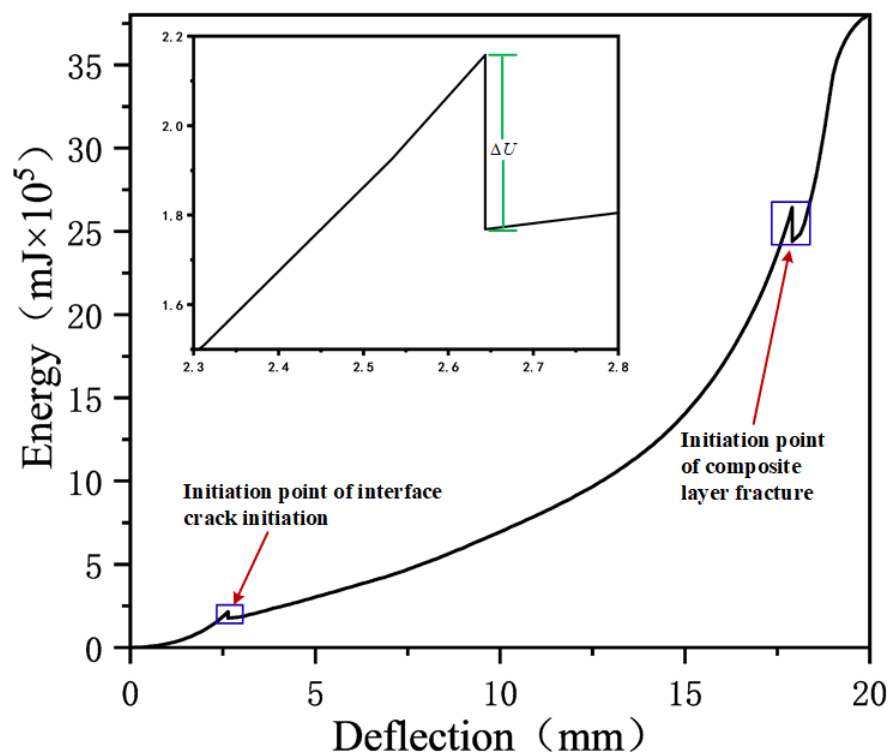 Energy（mJ×10⁵）
35
30
25
20
15
10
5
0
0
5
10
15
20
Deflection（mm）
2.2
2.0
1.8
1.6
2.3
2.4
2.5
2.6
2.7
2.8
ΔU
Initiation point of interface
crack initiation
Initiation point
of composite
layer fracture